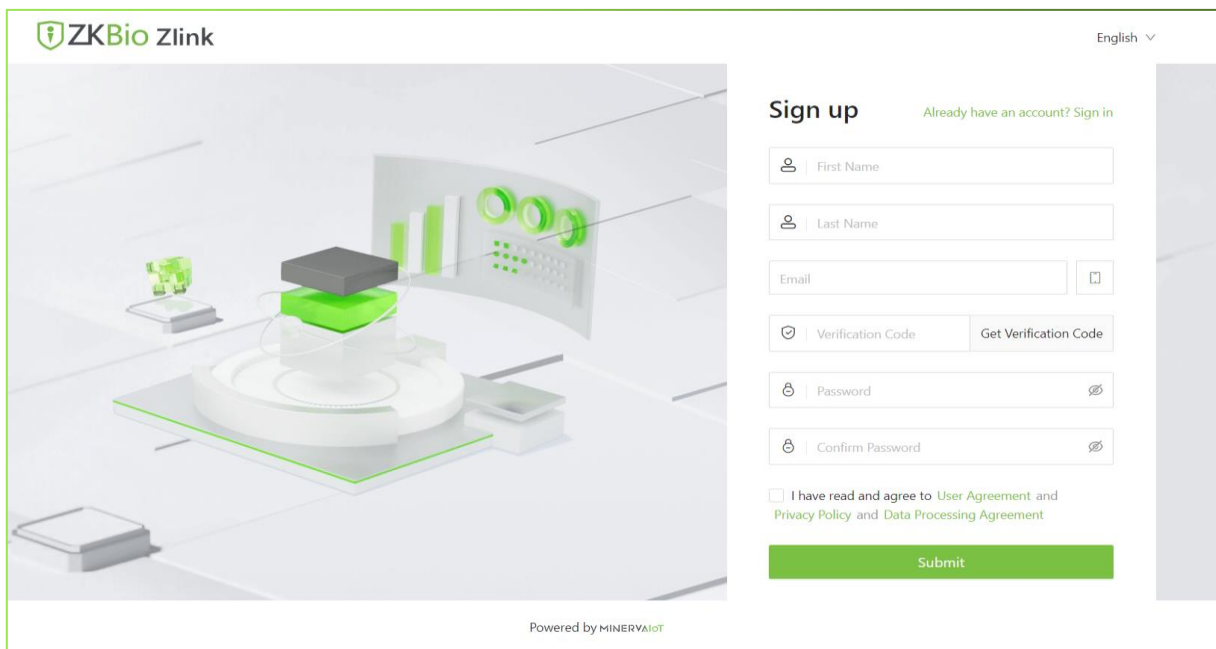 ZKBio Zlink
English
Sign up
Already have an account? Sign in
First Name
Last Name
Email
Verification Code
Get Verification Code
Password
Confirm Password
I have read and agree to User Agreement and
Privacy Policy and Data Processing Agreement
Submit
Powered by MINERVAIoT